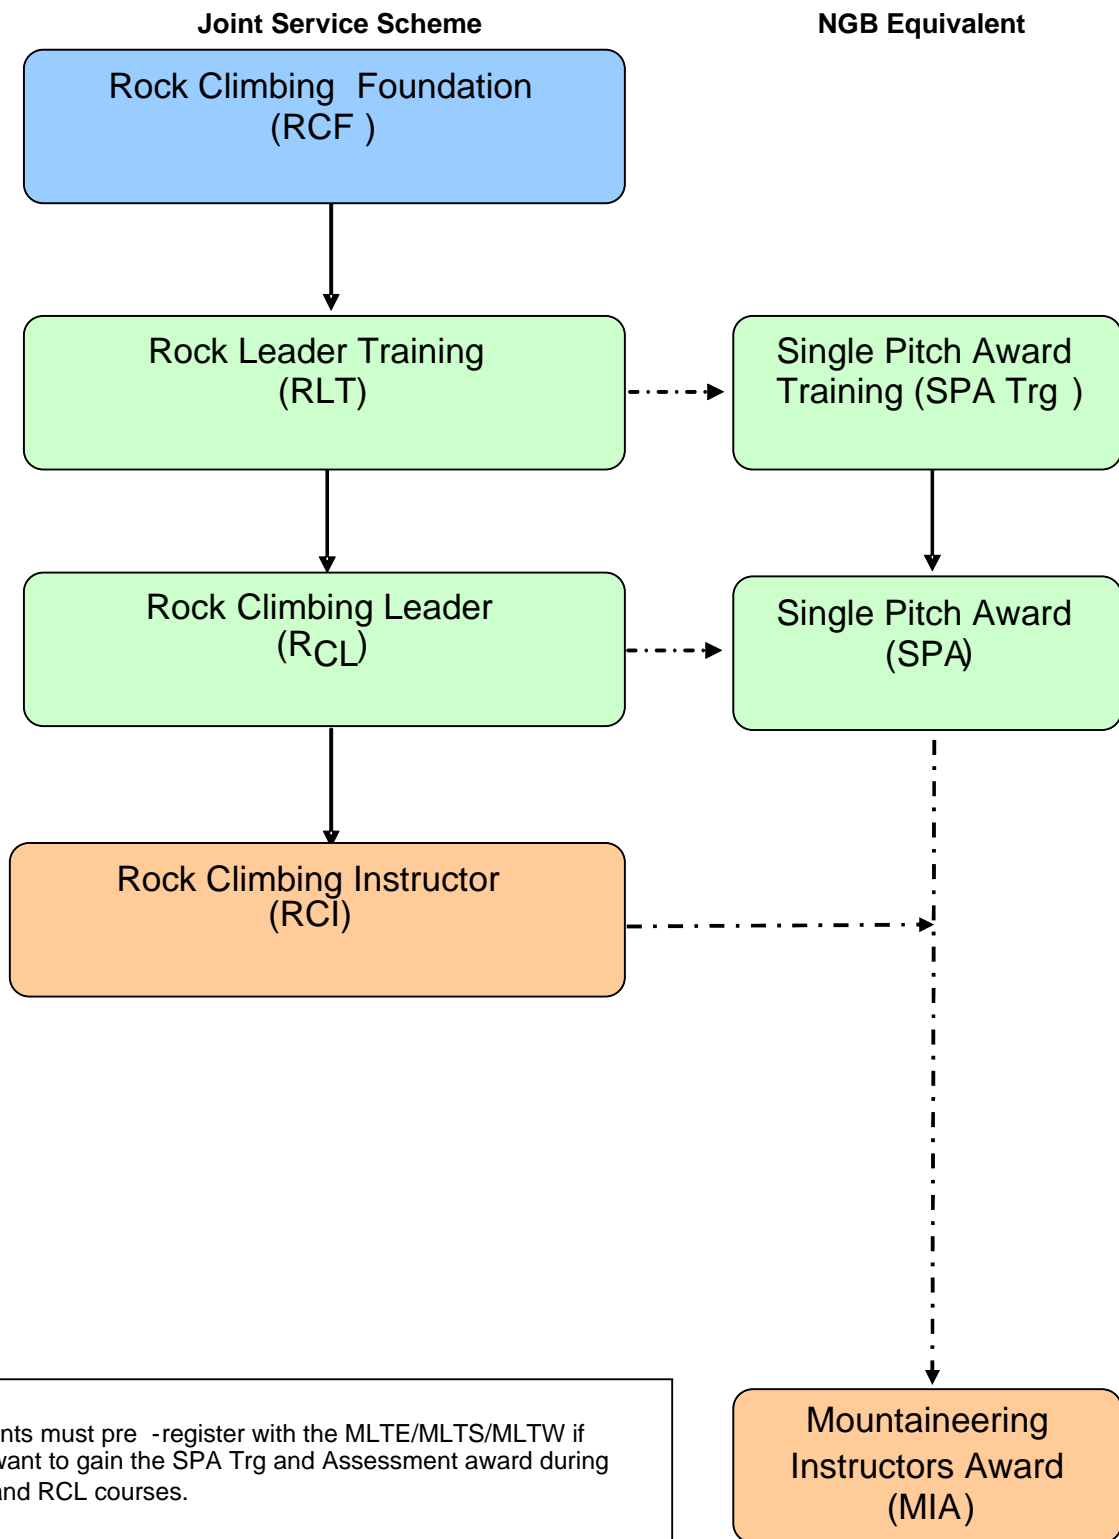 Joint Service Scheme
NGB Equivalent
Rock Climbing Foundation
(RCF )
Rock Leader Training
(RLT)
Single Pitch Award
Training (SPA Trg )
Rock Climbing Leader
(RCL)
Single Pitch Award
(SPA)
Rock Climbing Instructor
(RCI)
nts must pre -register with the MLTE/MLTS/MLTW if
want to gain the SPA Trg and Assessment award during
and RCL courses.
Mountaineering
Instructors Award
(MIA)